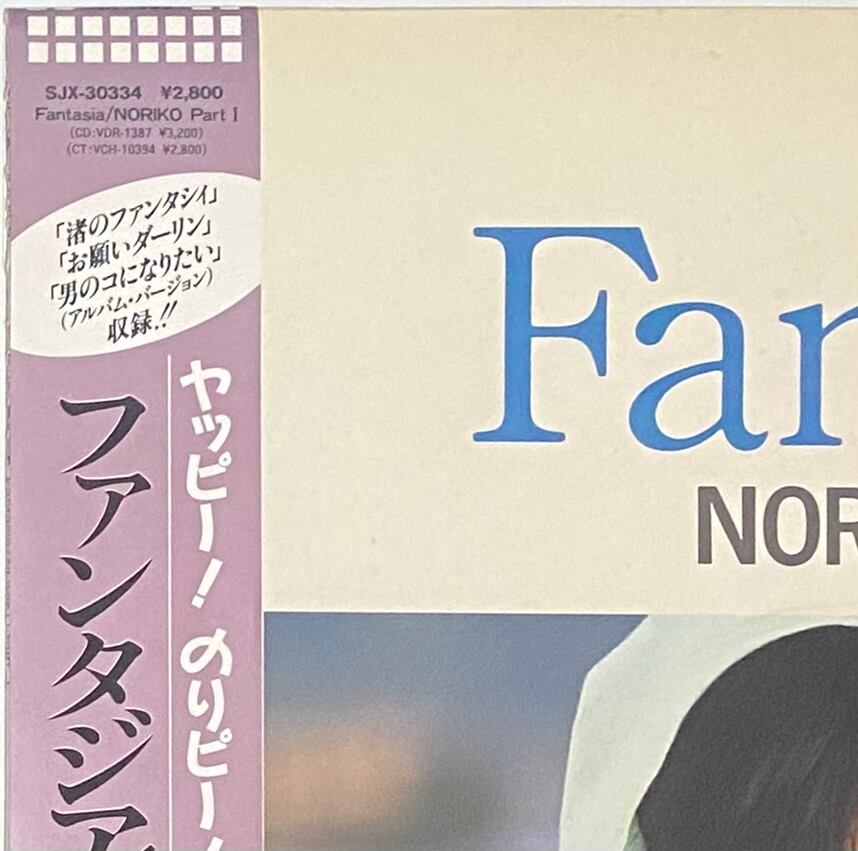 SJX-30334 ¥2,800
Fantasia/NORIKO Part I
(CD:VDR-1387 ¥3,200)
(CT:VCH-10394 ¥2,800)
「渚のファンタシィ」
「お願いダーリン」
「男のコになりたい」
(アルバム・バージョン)
収録!!
ヤッピー! のりピー!
ファンタジア
Fan
NOR